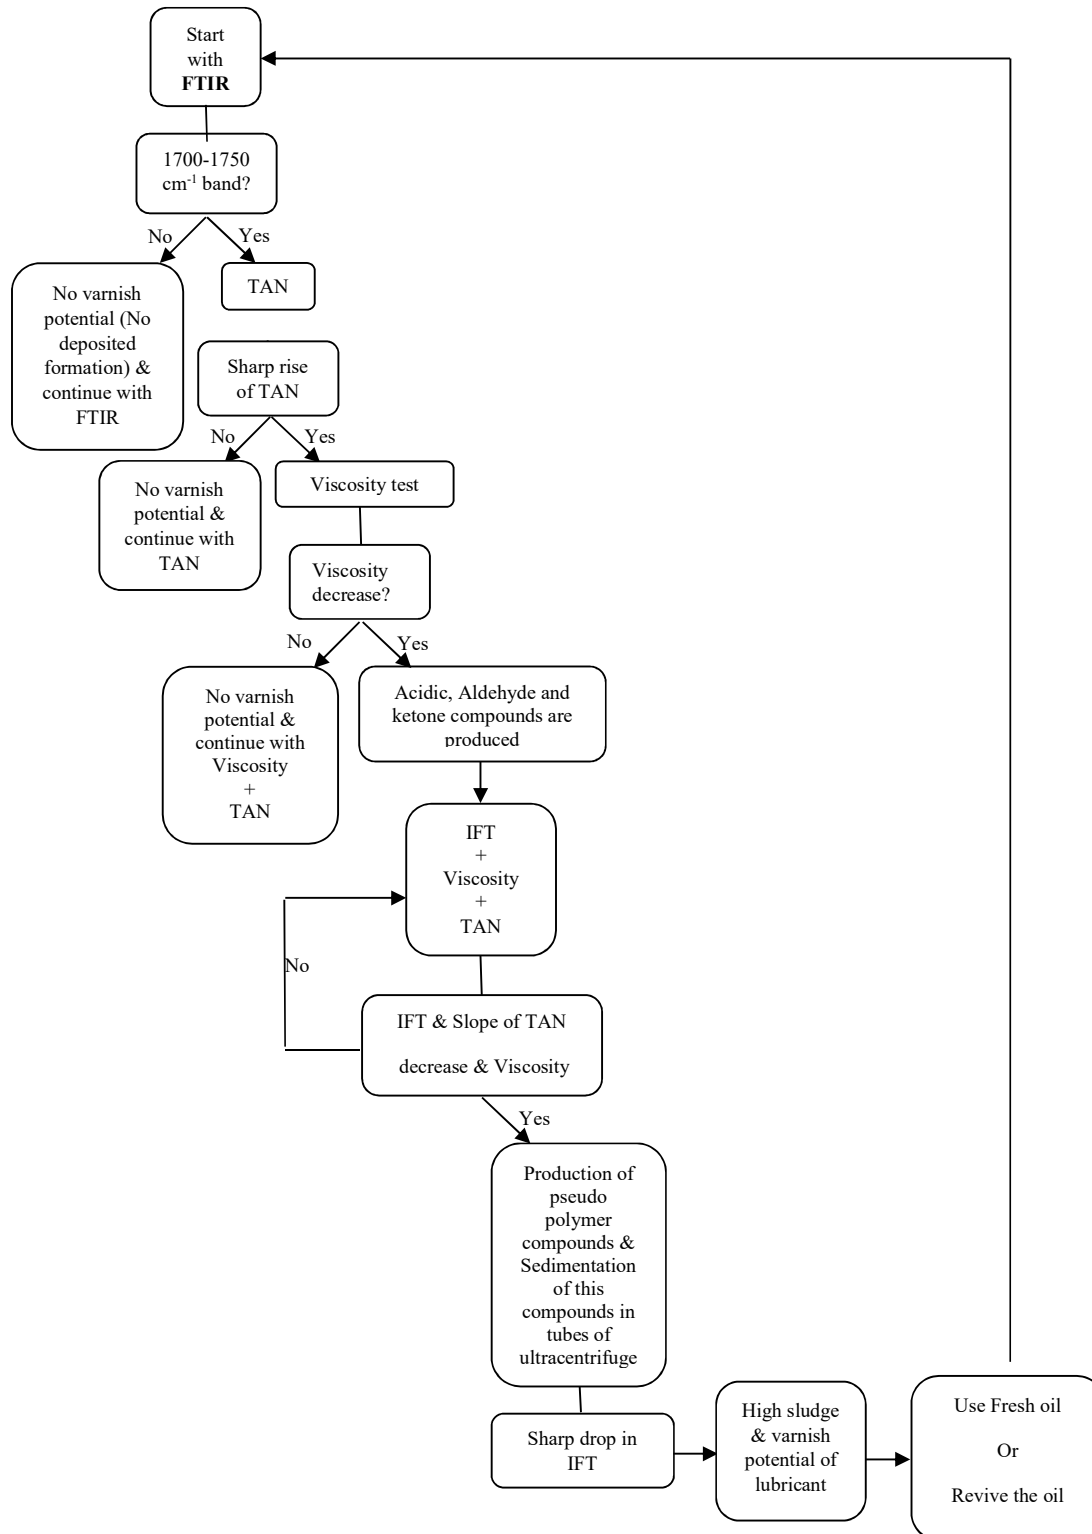 Start
with
FTIR
1700-1750
cm⁻¹ band?
No
Yes
No varnish
potential (No
deposited
formation) &
continue with
FTIR
TAN
Sharp rise
of TAN
No
Yes
No varnish
potential &
continue with
TAN
Viscosity test
Viscosity
decrease?
No
Yes
No varnish
potential &
continue with
Viscosity
+
TAN
Acidic, Aldehyde and
ketone compounds are
produced
IFT
+
Viscosity
+
TAN
No
IFT & Slope of TAN
decrease & Viscosity
Yes
Production of
pseudo
polymer
compounds &
Sedimentation
of this
compounds in
tubes of
ultracentrifuge
Sharp drop in
IFT
High sludge
& varnish
potential of
lubricant
Use Fresh oil
Or
Revive the oil